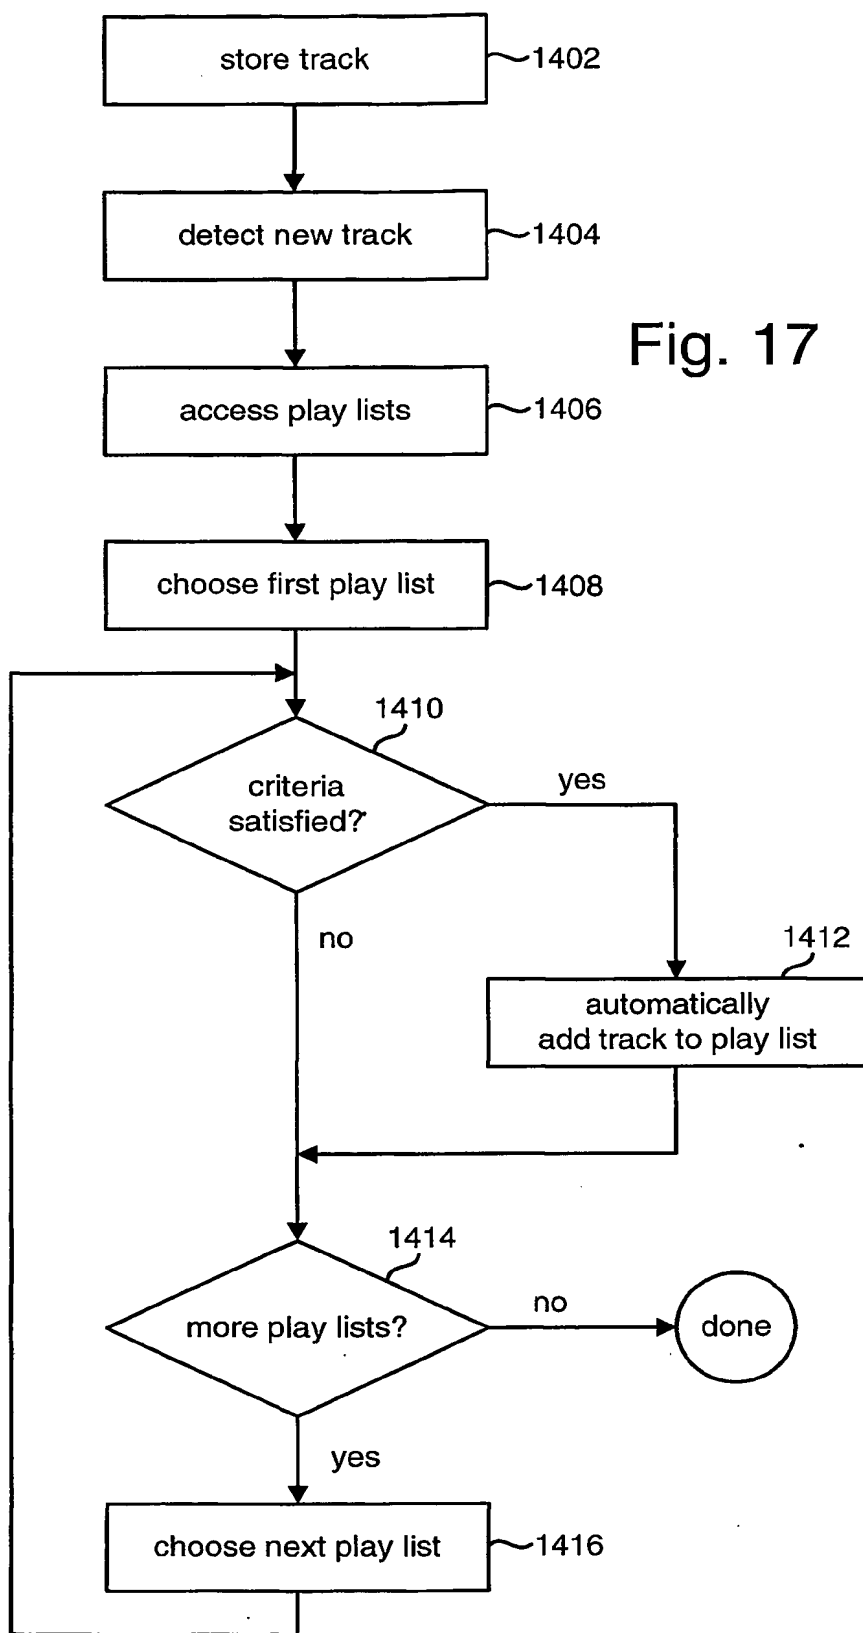 store track
1402
detect new track
1404
Fig. 17
access play lists
1406
choose first play list
1408
1410
criteria
satisfied?
yes
no
1412
automatically
add track to play list
1414
more play lists?
no
done
yes
choose next play list
1416